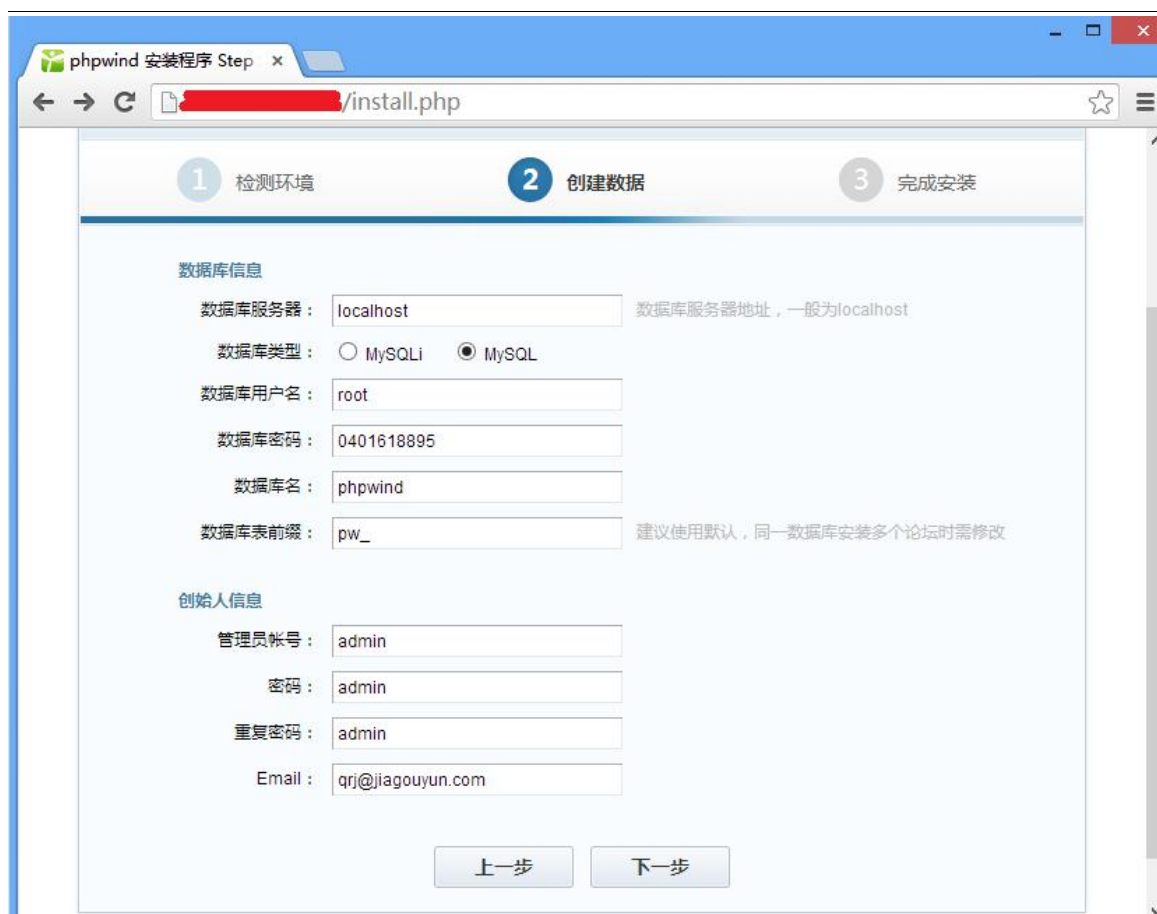 phpwind 安装程序 Step ×
/install.php
1 检测环境 2 创建数据 3 完成安装
数据库信息
数据库服务器： localhost 数据库服务器地址，一般为localhost
数据库类型： MySQLi MySQL
数据库用户名： root
数据库密码： 0401618895
数据库名： phpwind
数据库表前缀： pw_ 建议使用默认，同一数据库安装多个论坛时需修改
创始人信息
管理员帐号： admin
密码： admin
重复密码： admin
Email： qrj@jiagouyun.com
上一步 下一步